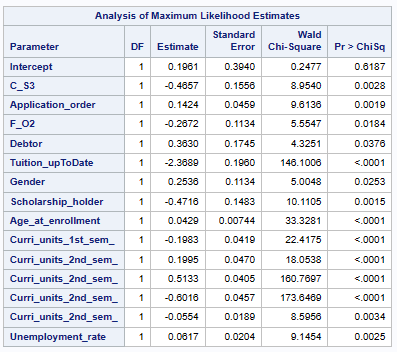 Analysis of Maximum Likelihood Estimates
Parameter DF Estimate Standard Error Wald Chi-Square Pr > ChiSq
Intercept 1 0.1961 0.3940 0.2477 0.6187
C_S3 1 -0.4657 0.1556 8.9540 0.0028
Application_order 1 0.1424 0.0459 9.6136 0.0019
F_O2 1 -0.2672 0.1134 5.5547 0.0184
Debtor 1 0.3630 0.1745 4.3251 0.0376
Tuition_upToDate 1 -2.3689 0.1960 146.1006 <.0001
Gender 1 0.2536 0.1134 5.0048 0.0253
Scholarship_holder 1 -0.4716 0.1483 10.1105 0.0015
Age_at_enrollment 1 0.0429 0.00744 33.3281 <.0001
Curri_units_1st_sem_ 1 -0.1983 0.0419 22.4175 <.0001
Curri_units_2nd_sem_ 1 0.1995 0.0470 18.0538 <.0001
Curri_units_2nd_sem_ 1 0.5133 0.0405 160.7697 <.0001
Curri_units_2nd_sem_ 1 -0.6016 0.0457 173.6469 <.0001
Curri_units_2nd_sem_ 1 -0.0554 0.0189 8.5956 0.0034
Unemployment_rate 1 0.0617 0.0204 9.1454 0.0025